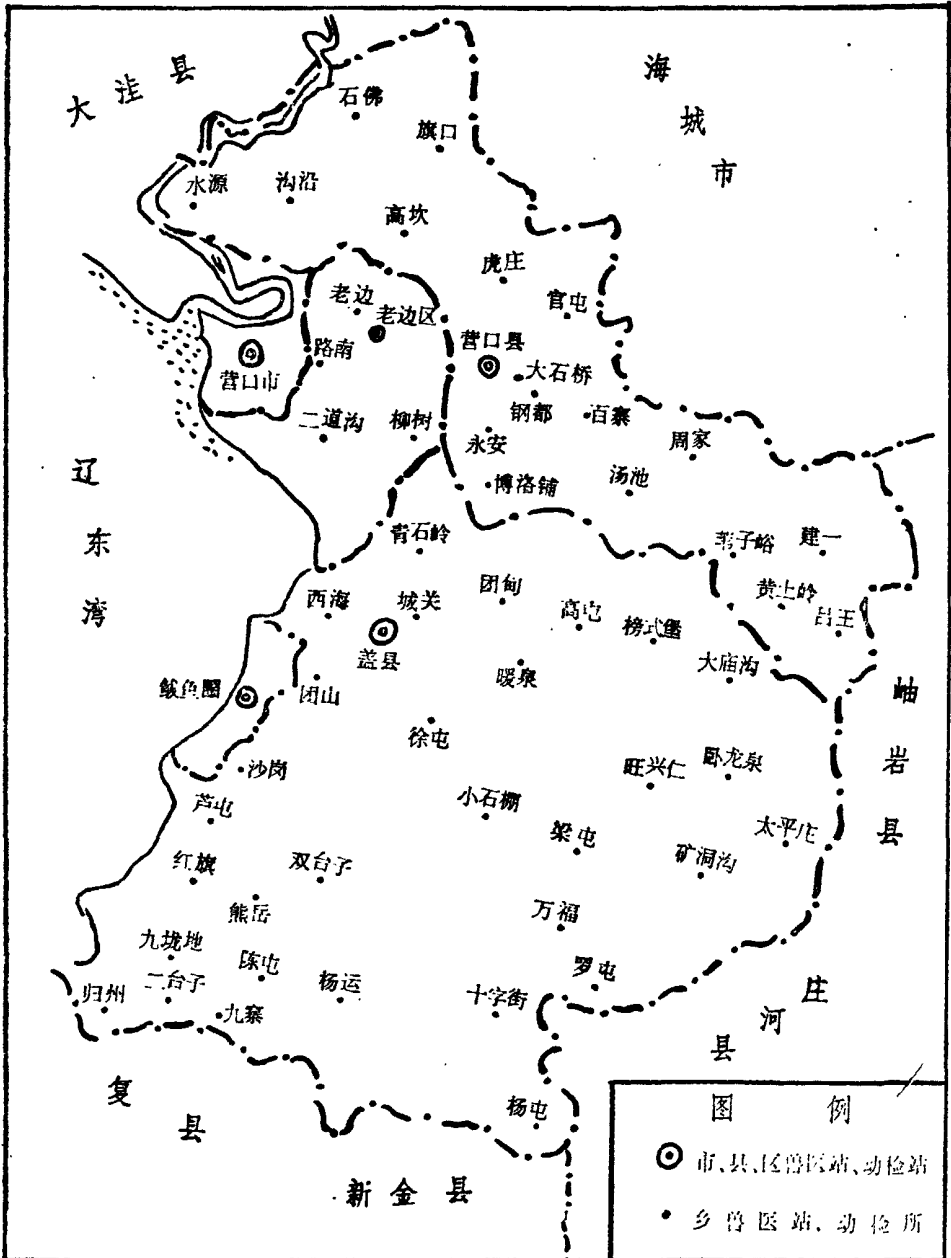 大洼县
海城市
石佛
旗口
水源
沟沿
高坎
虎庄
官屯
老边
老边区
营口县
路南
营口市
大石桥
钢都
百寨
二道沟
柳树
永安
周家
博洛铺
汤池
辽东湾
青石岭
苇子峪
建一
团甸
黄土岭
西海
城关
高屯
榜式堡
吕王
盖县
大庙沟
暖泉
鲅鱼圈
团山
岫岩县
徐屯
沙岗
旺兴仁
卧龙泉
芦屯
小石棚
梁屯
太平庄
矿洞沟
红旗
双台子
熊岳
万福
九垅地
陈屯
罗屯
归州
二台子
杨运
十字街
九寨
庄河县
复县
杨屯
新金县
图例
市、县、区兽医站、动检站
乡兽医站、动检所